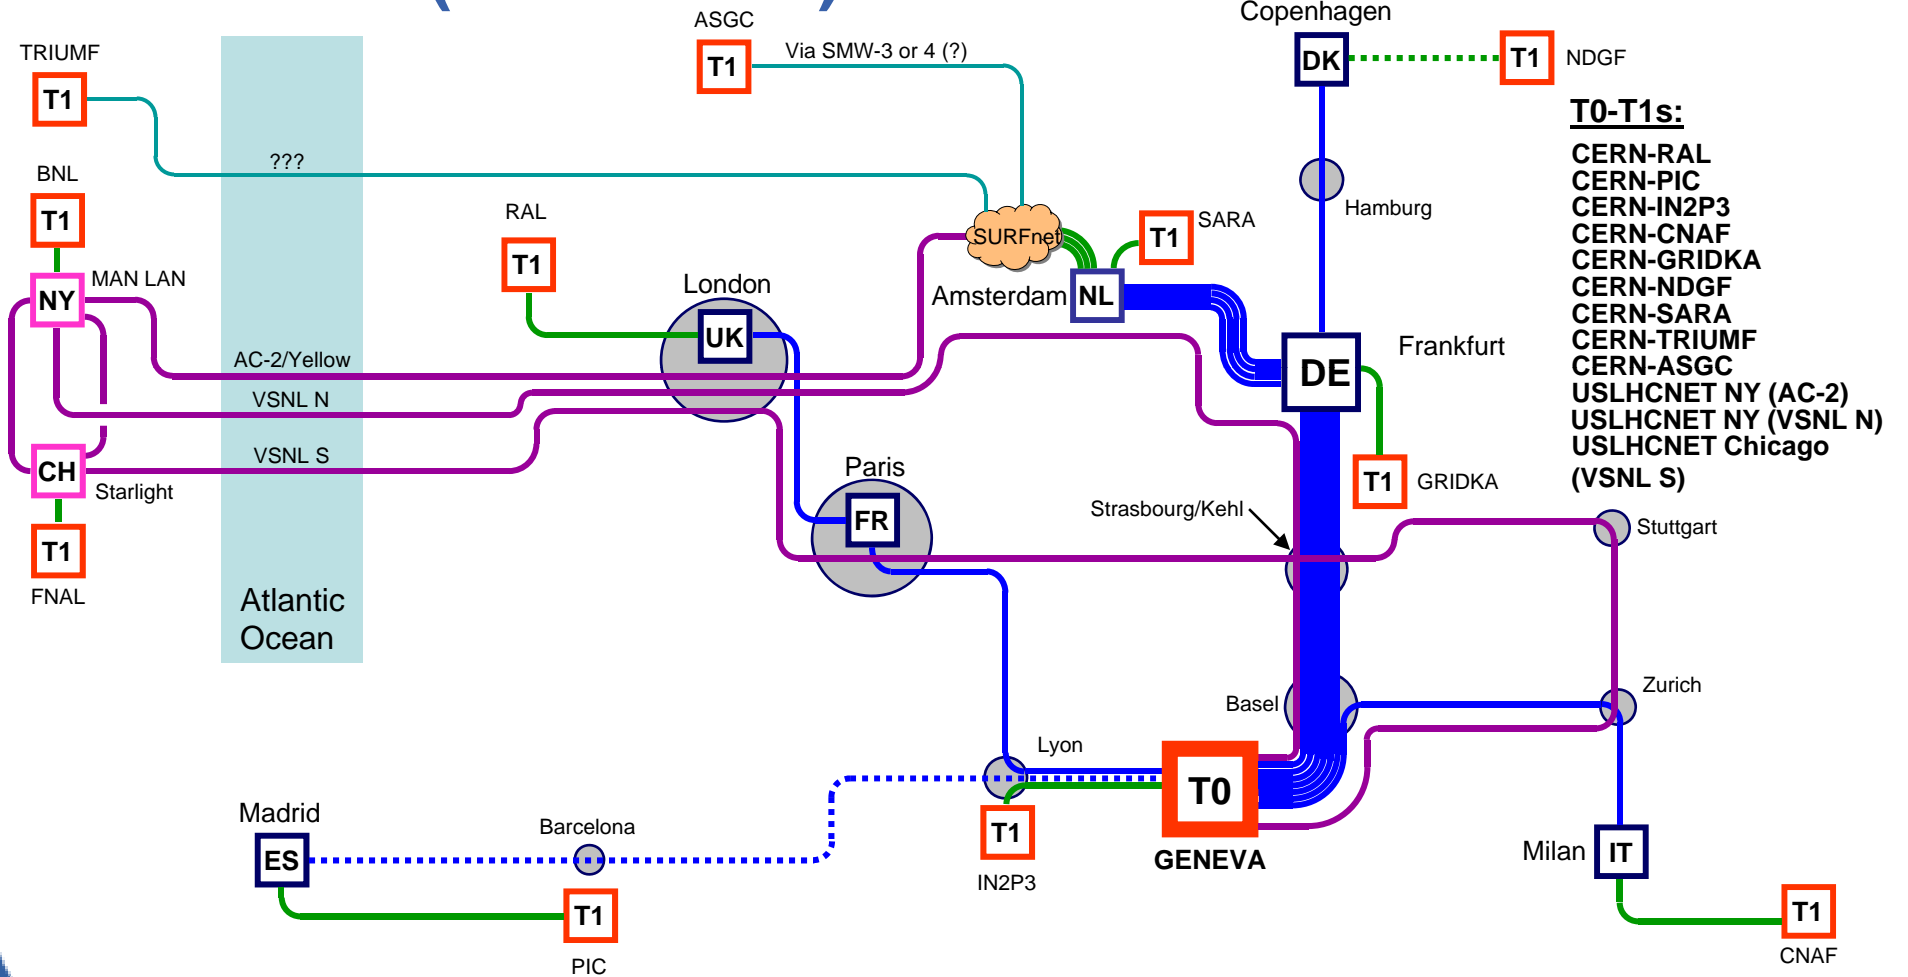 Copenhagen
ASGC
TRIUMF
T1
T1
Via SMW-3 or 4 (?)
DK
T1
NDGF
T0-T1s:
CERN-RAL
CERN-PIC
CERN-IN2P3
CERN-CNAF
CERN-GRIDKA
CERN-NDGF
CERN-SARA
CERN-TRIUMF
CERN-ASGC
USLHCNET NY (AC-2)
USLHCNET NY (VSNL N)
USLHCNET Chicago
(VSNL S)
???
BNL
T1
RAL
T1
SURFnet
T1
SARA
Hamburg
NY
MAN LAN
London
UK
Amsterdam
NL
AC-2/Yellow
VSNL N
VSNL S
DE
Frankfurt
CH
Starlight
Paris
FR
T1
GRIDKA
Strasbourg/Kehl
Stuttgart
T1
FNAL
Atlantic
Ocean
Basel
Zurich
Lyon
T0
GENEVA
Madrid
ES
Barcelona
T1
IN2P3
Milan
IT
T1
PIC
T1
CNAF